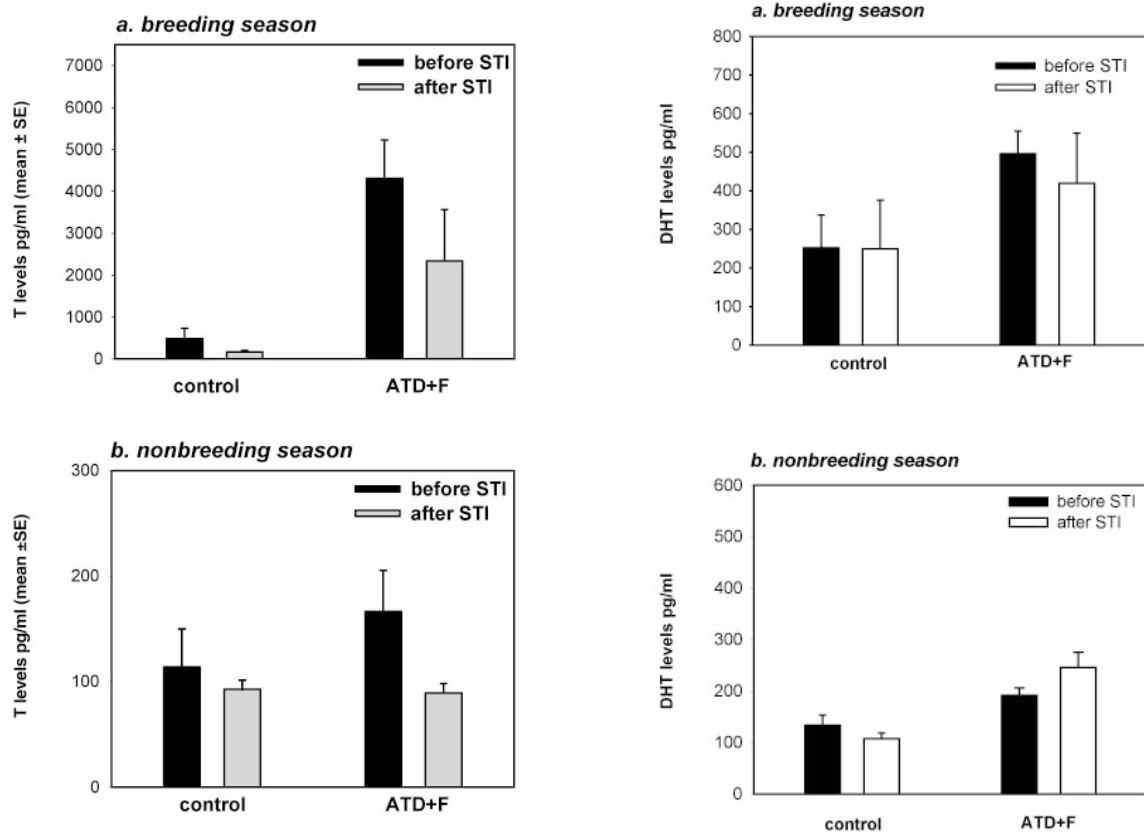 a. breeding season
T levels pg/ml (mean ± SE)
7000
6000
5000
4000
3000
2000
1000
0
before STI
after STI
control
ATD+F
a. breeding season
DHT levels pg/ml
800
700
600
500
400
300
200
100
0
before STI
after STI
control
ATD+F
b. nonbreeding season
T levels pg/ml (mean ±SE)
300
200
100
0
before STI
after STI
control
ATD+F
b. nonbreeding season
DHT levels pg/ml
600
500
400
300
200
100
0
before STI
after STI
control
ATD+F